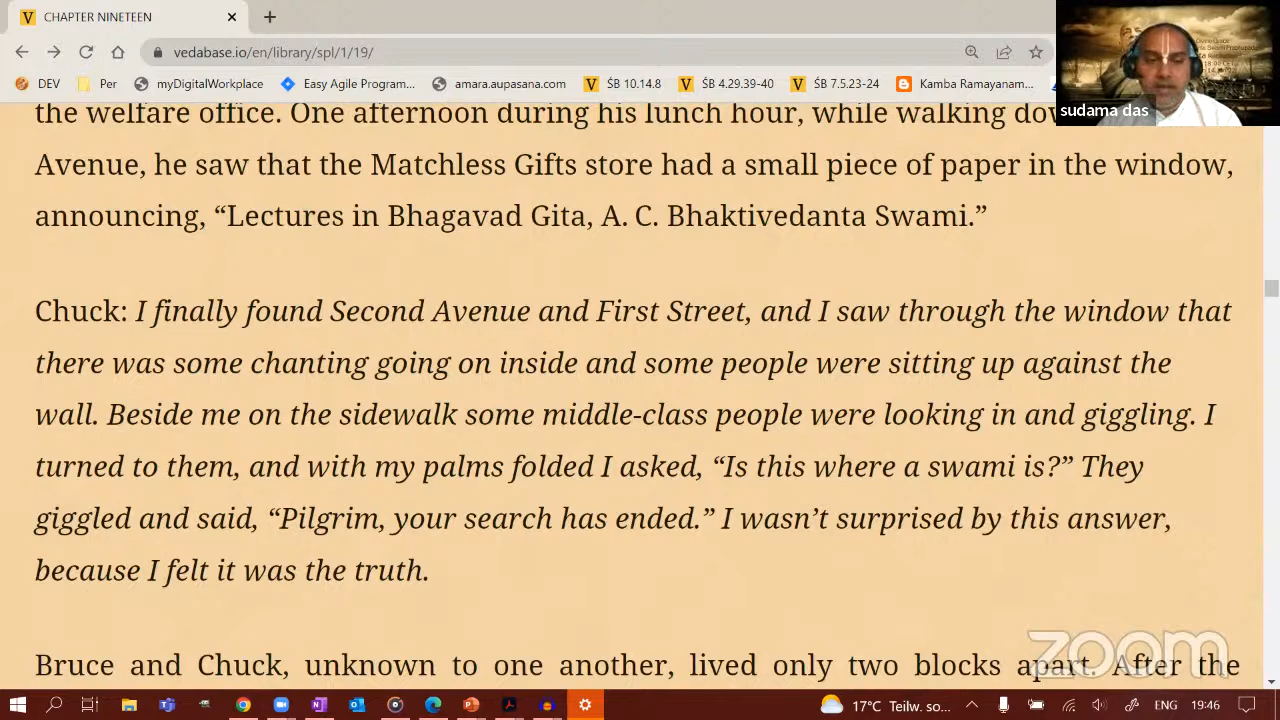 CHAPTER NINETEEN
vedabase.io/en/library/spl/1/19/
DEV Per myDigitalWorkplace Easy Agile Program... amara.aupasana.com ŚB 10.14.8 ŚB 4.29.39-40 ŚB 7.5.23-24 Kamba Ramayanam...
sudama das
the welfare office. One afternoon during his lunch hour, while walking
Avenue, he saw that the Matchless Gifts store had a small piece of paper in the window,
announcing, “Lectures in Bhagavad Gita, A. C. Bhaktivedanta Swami.”
Chuck: I finally found Second Avenue and First Street, and I saw through the window that
there was some chanting going on inside and some people were sitting up against the
wall. Beside me on the sidewalk some middle-class people were looking in and giggling. I
turned to them, and with my palms folded I asked, “Is this where a swami is?” They
giggled and said, “Pilgrim, your search has ended.” I wasn’t surprised by this answer,
because I felt it was the truth.
Bruce and Chuck, unknown to one another, lived only two blocks apart. After the
zoom
17°C Teilw. so... ENG 19:46